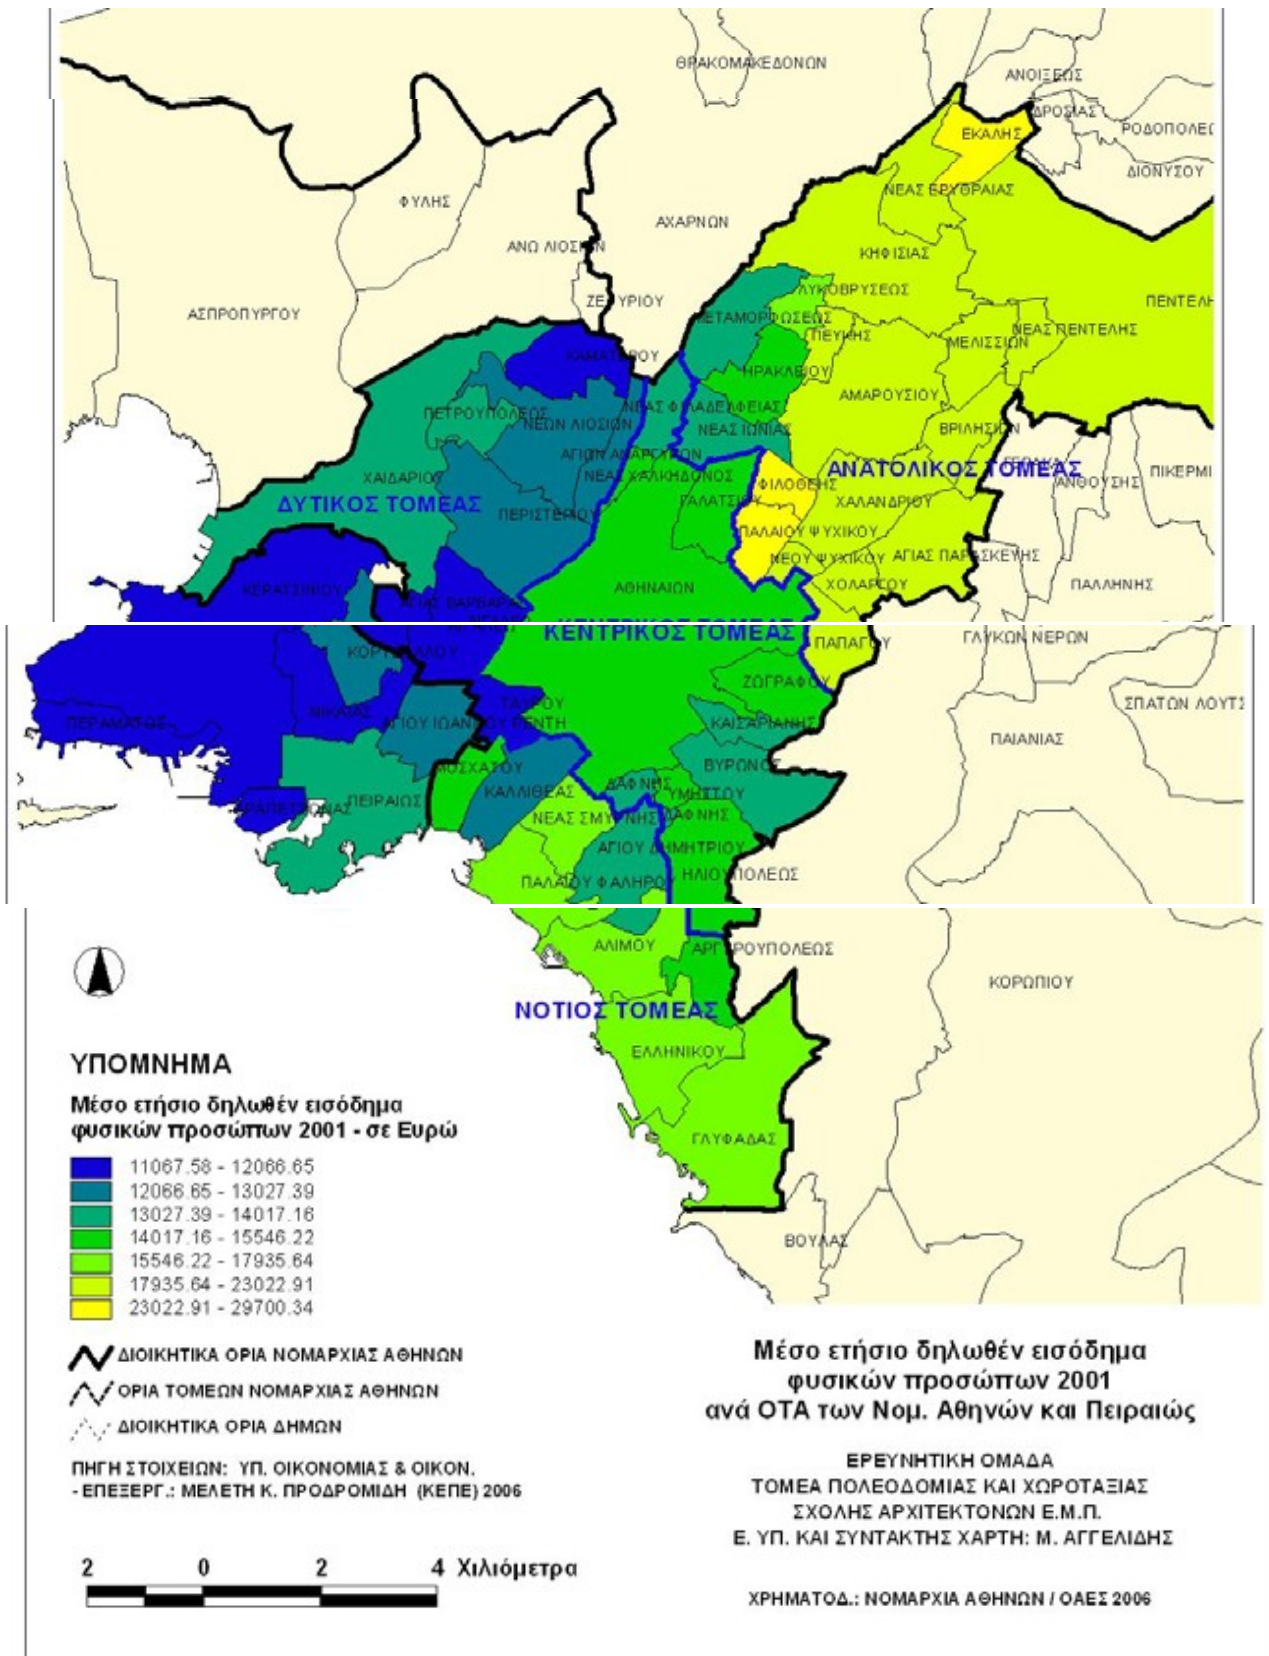 ΘΡΑΚΟΜΑΚΕΔΟΝΩΝ
ΑΝΟΙΞΕΩΣ
ΔΡΟΣΙΑΣ
ΡΟΔΟΠΟΛΕΩ
ΕΚΑΛΗΣ
ΔΙΟΝΥΣΟΥ
ΝΕΑΣ ΕΡΥΘΡΑΙΑΣ
ΦΥΛΗΣ
ΑΧΑΡΝΩΝ
ΑΝΩ ΛΙΟΣΙΩΝ
ΚΗΦΙΣΙΑΣ
ΛΥΚΟΒΡΥΣΕΩΣ
ΖΕΦΥΡΙΟΥ
ΠΕΝΤΕΛΗ
ΑΣΠΡΟΠΥΡΓΟΥ
ΜΕΤΑΜΟΡΦΩΣΕΩΣ
ΠΕΥΚΗΣ
ΝΕΑΣ ΠΕΝΤΕΛΗΣ
ΜΕΛΙΣΣΙΩΝ
ΚΑΜΑΤΕΡΟΥ
ΗΡΑΚΛΕΙΟΥ
ΑΜΑΡΟΥΣΙΟΥ
ΠΕΤΡΟΥΠΟΛΕΩΣ
ΝΕΑΣ ΦΙΛΑΔΕΛΦΕΙΑΣ
ΝΕΩΝ ΛΙΟΣΙΩΝ
ΝΕΑΣ ΙΩΝΙΑΣ
ΒΡΙΛΗΣΙΩΝ
ΑΓΙΩΝ ΑΝΑΡΓΥΡΩΝ
ΓΕΡΑΚΑ
ΑΝΑΤΟΛΙΚΟΣ ΤΟΜΕΑΣ
ΠΙΚΕΡΜΙ
ΧΑΙΔΑΡΙΟΥ
ΝΕΑΣ ΧΑΛΚΗΔΟΝΟΣ
ΦΙΛΟΘΕΗΣ
ΑΝΘΟΥΣΗΣ
ΔΥΤΙΚΟΣ ΤΟΜΕΑΣ
ΓΑΛΑΤΣΙΟΥ
ΧΑΛΑΝΔΡΙΟΥ
ΠΕΡΙΣΤΕΡΙΟΥ
ΠΑΛΑΙΟΥ ΨΥΧΙΚΟΥ
ΝΕΟΥ ΨΥΧΙΚΟΥ
ΑΓΙΑΣ ΠΑΡΑΣΚΕΥΗΣ
ΚΕΡΑΤΣΙΝΙΟΥ
ΑΘΗΝΑΙΩΝ
ΧΟΛΑΡΓΟΥ
ΠΑΛΛΗΝΗΣ
ΑΓΙΑΣ ΒΑΡΒΑΡΑΣ
ΚΕΝΤΡΙΚΟΣ ΤΟΜΕΑΣ
ΠΑΠΑΓΟΥ
ΓΛΥΚΩΝ ΝΕΡΩΝ
ΚΟΡΥΔΑΛΛΟΥ
ΖΩΓΡΑΦΟΥ
ΤΑΥΡΟΥ
ΣΠΑΤΩΝ ΛΟΥΤΣ
ΠΕΡΑΜΑΤΟΣ
ΝΙΚΑΙΑΣ
ΑΓΙΟΥ ΙΩΑΝΝΟΥ ΡΕΝΤΗ
ΚΑΙΣΑΡΙΑΝΗΣ
ΠΑΙΑΝΙΑΣ
ΜΟΣΧΑΤΟΥ
ΒΥΡΩΝΟΣ
ΔΑΦΝΗΣ
ΚΑΛΛΙΘΕΑΣ
ΥΜΗΤΤΟΥ
ΔΡΑΠΕΤΣΩΝΑΣ
ΠΕΙΡΑΙΩΣ
ΝΕΑΣ ΣΜΥΡΝΗΣ
ΔΑΦΝΗΣ
ΑΓΙΟΥ ΔΗΜΗΤΡΙΟΥ
ΠΑΛΑΙΟΥ ΦΑΛΗΡΟΥ
ΗΛΙΟΥΠΟΛΕΩΣ
ΑΛΙΜΟΥ
ΑΡΓΥΡΟΥΠΟΛΕΩΣ
ΚΟΡΩΠΙΟΥ
ΝΟΤΙΟΣ ΤΟΜΕΑΣ
ΕΛΛΗΝΙΚΟΥ
ΓΛΥΦΑΔΑΣ
ΒΟΥΛΑΣ
ΥΠΟΜΝΗΜΑ
Μέσο ετήσιο δηλωθέν εισόδημα
φυσικών προσώπων 2001 - σε Ευρώ
11067.58 - 12066.65
12066.65 - 13027.39
13027.39 - 14017.16
14017.16 - 15546.22
15546.22 - 17935.64
17935.64 - 23022.91
23022.91 - 29700.34
ΔΙΟΙΚΗΤΙΚΑ ΟΡΙΑ ΝΟΜΑΡΧΙΑΣ ΑΘΗΝΩΝ
ΟΡΙΑ ΤΟΜΕΩΝ ΝΟΜΑΡΧΙΑΣ ΑΘΗΝΩΝ
ΔΙΟΙΚΗΤΙΚΑ ΟΡΙΑ ΔΗΜΩΝ
ΠΗΓΗ ΣΤΟΙΧΕΙΩΝ: ΥΠ. ΟΙΚΟΝΟΜΙΑΣ & ΟΙΚΟΝ.
- ΕΠΕΞΕΡΓ.: ΜΕΛΕΤΗ Κ. ΠΡΟΔΡΟΜΙΔΗ (ΚΕΠΕ) 2006
2 0 2 4 Χιλιόμετρα
Μέσο ετήσιο δηλωθέν εισόδημα
φυσικών προσώπων 2001
ανά ΟΤΑ των Νομ. Αθηνών και Πειραιώς
ΕΡΕΥΝΗΤΙΚΗ ΟΜΑΔΑ
ΤΟΜΕΑ ΠΟΛΕΟΔΟΜΙΑΣ ΚΑΙ ΧΩΡΟΤΑΞΙΑΣ
ΣΧΟΛΗΣ ΑΡΧΙΤΕΚΤΟΝΩΝ Ε.Μ.Π.
Ε. ΥΠ. ΚΑΙ ΣΥΝΤΑΚΤΗΣ ΧΑΡΤΗ: Μ. ΑΓΓΕΛΙΔΗΣ
ΧΡΗΜΑΤΟΔ.: ΝΟΜΑΡΧΙΑ ΑΘΗΝΩΝ / ΟΑΕΣ 2006